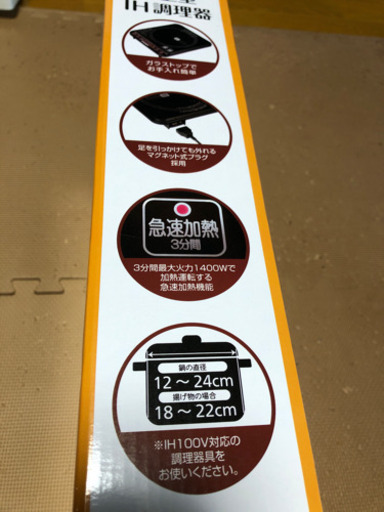 IH調理器
ガラストップで
お手入れ簡単
足を引っかけても外れる
マグネット式プラグ
採用
急速加熱
3分間
3分間最大火力1400Wで
加熱運転する
急速加熱機能
鍋の直径
12～24cm
揚げ物の場合
18～22cm
※IH100V対応の
調理器具を
お使いください。